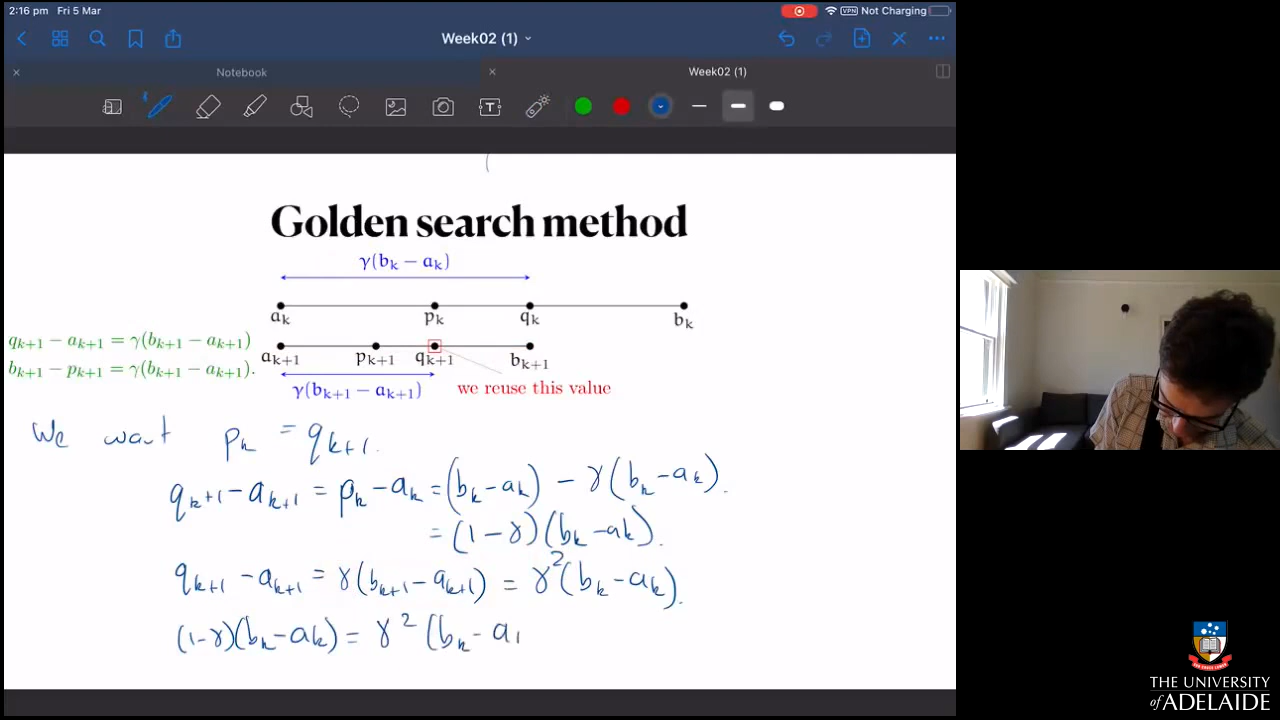 2:16 pm Fri 5 Mar
VPN Not Charging
Week02 (1)
Notebook
Week02 (1)
T
Golden search method
γ(bₖ − aₖ)
aₖ pₖ qₖ bₖ
qₖ₊₁ − aₖ₊₁ = γ(bₖ₊₁ − aₖ₊₁)
bₖ₊₁ − pₖ₊₁ = γ(bₖ₊₁ − aₖ₊₁).
aₖ₊₁ pₖ₊₁ qₖ₊₁ bₖ₊₁
γ(bₖ₊₁ − aₖ₊₁)
we reuse this value
We want pₖ = qₖ₊₁.
qₖ₊₁ − aₖ₊₁ = pₖ − aₖ = (bₖ − aₖ) − γ(bₖ − aₖ).
= (1 − γ)(bₖ − aₖ).
qₖ₊₁ − aₖ₊₁ = γ(bₖ₊₁ − aₖ₊₁) = γ²(bₖ − aₖ).
(1 − γ)(bₖ − aₖ) = γ²(bₖ − a
THE UNIVERSITY
of ADELAIDE